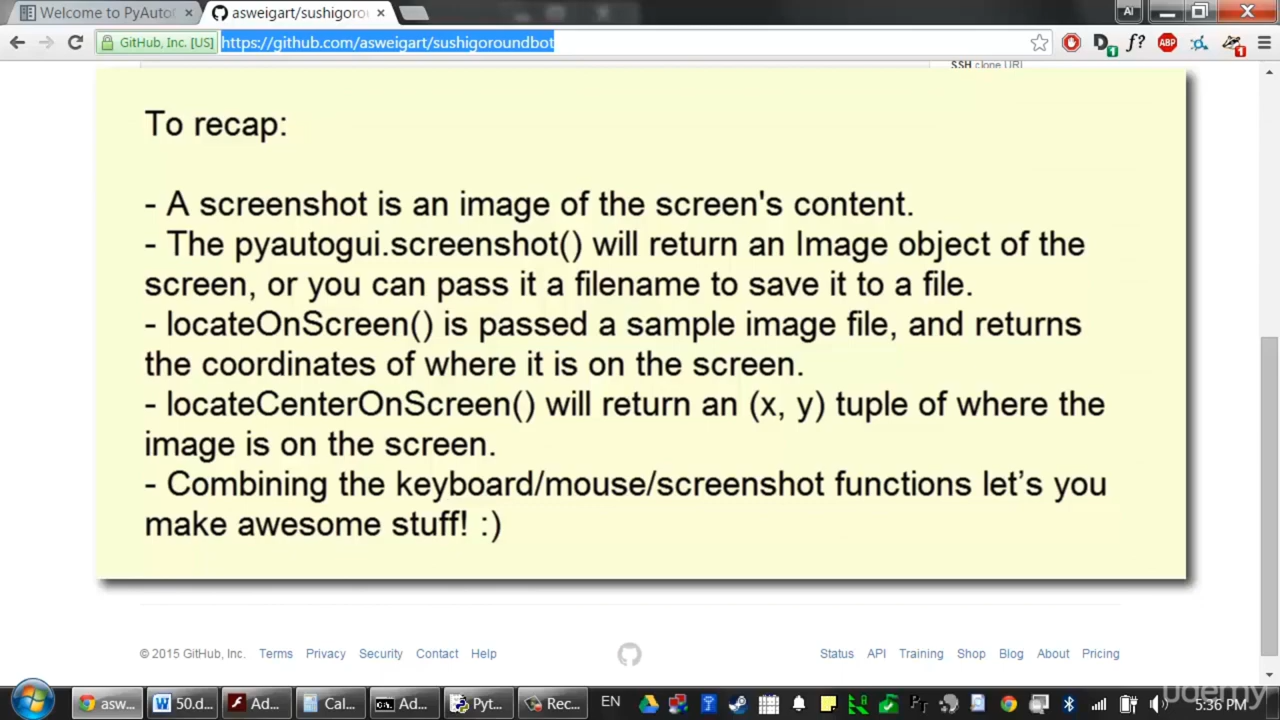 Welcome to PyAutoG
asweigart/sushigorou
Ai
GitHub, Inc. [US]
https://github.com/asweigart/sushigoroundbot
D 1
f?
ABP
1
SSH clone URL
To recap:
- A screenshot is an image of the screen's content.
- The pyautogui.screenshot() will return an Image object of the
screen, or you can pass it a filename to save it to a file.
- locateOnScreen() is passed a sample image file, and returns
the coordinates of where it is on the screen.
- locateCenterOnScreen() will return an (x, y) tuple of where the
image is on the screen.
- Combining the keyboard/mouse/screenshot functions let's you
make awesome stuff! :)
© 2015 GitHub, Inc. Terms Privacy Security Contact Help
Status API Training Shop Blog About Pricing
asw... 50.d... Ad... Cal... Ad... Pyt... Rec... EN 5:36 PM
udemy